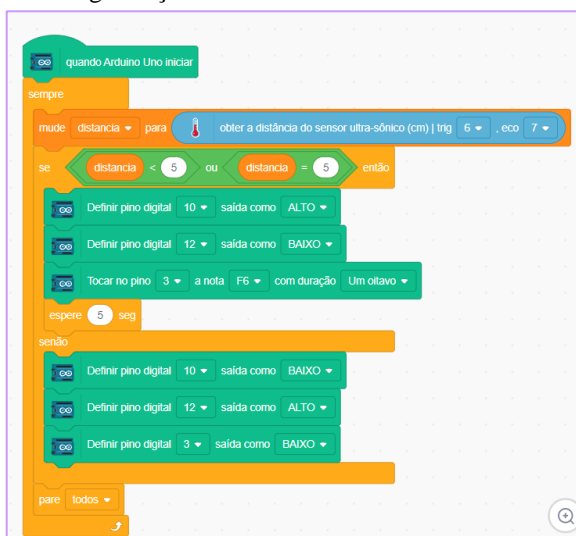 quando Arduino Uno iniciar
sempre
mude distancia para obter a distância do sensor ultra-sônico (cm) | trig 6 , eco 7
se distancia < 5 ou distancia = 5 então
Definir pino digital 10 saída como ALTO
Definir pino digital 12 saída como BAIXO
Tocar no pino 3 a nota F6 com duração Um oitavo
espere 5 seg
senão
Definir pino digital 10 saída como BAIXO
Definir pino digital 12 saída como ALTO
Definir pino digital 3 saída como BAIXO
pare todos